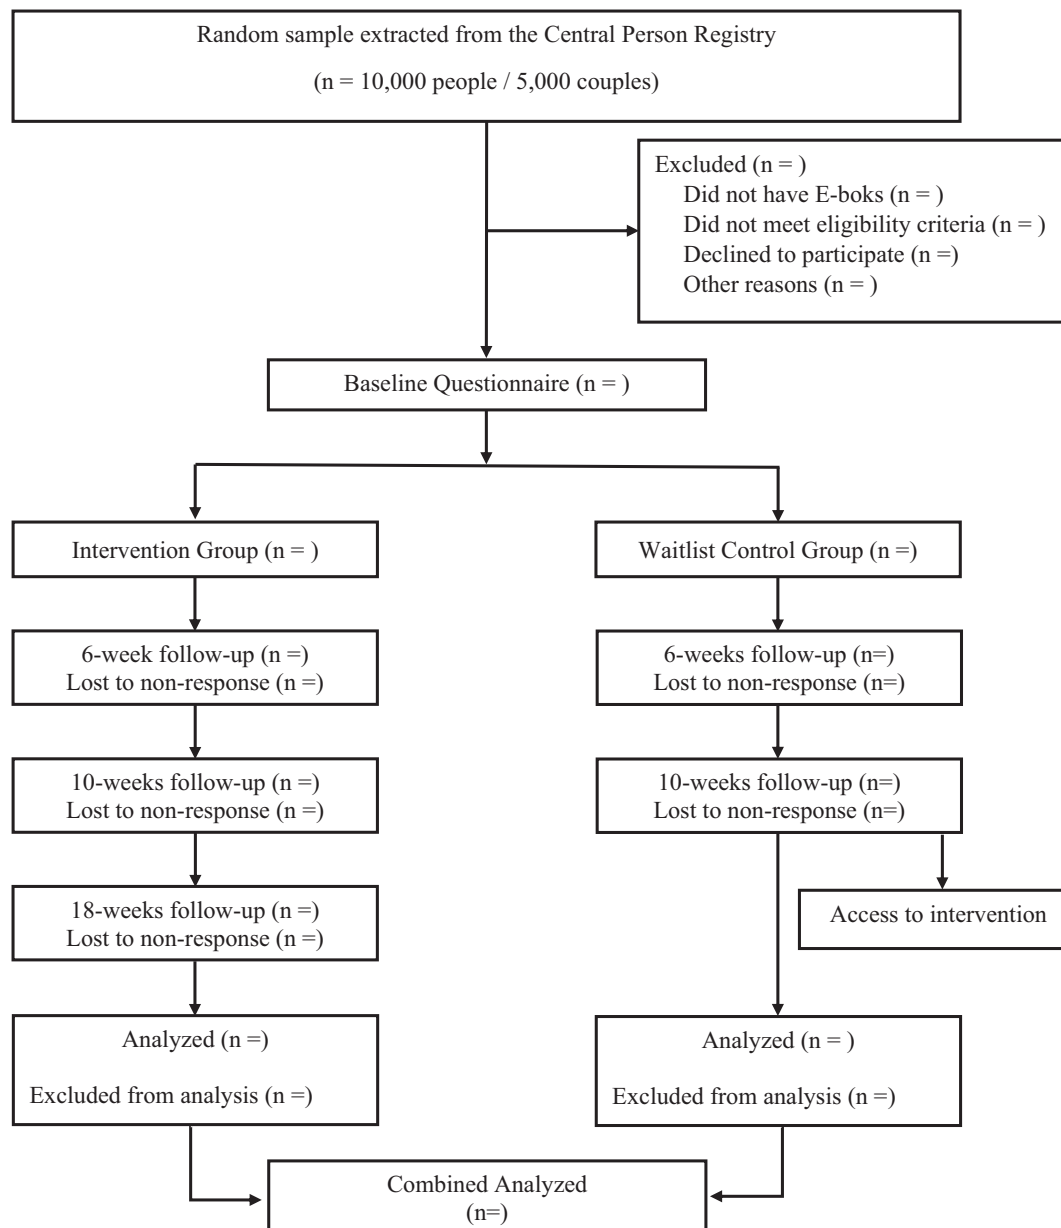 Random sample extracted from the Central Person Registry
(n = 10,000 people / 5,000 couples)
Excluded (n = )
Did not have E-boks (n = )
Did not meet eligibility criteria (n = )
Declined to participate (n =)
Other reasons (n = )
Baseline Questionnaire (n = )
Intervention Group (n = )
Waitlist Control Group (n =)
6-week follow-up (n =)
Lost to non-response (n =)
6-weeks follow-up (n=)
Lost to non-response (n=)
10-weeks follow-up (n =)
Lost to non-response (n =)
10-weeks follow-up (n=)
Lost to non-response (n=)
18-weeks follow-up (n =)
Lost to non-response (n =)
Access to intervention
Analyzed (n =)
Excluded from analysis (n =)
Analyzed (n = )
Excluded from analysis (n =)
Combined Analyzed
(n=)